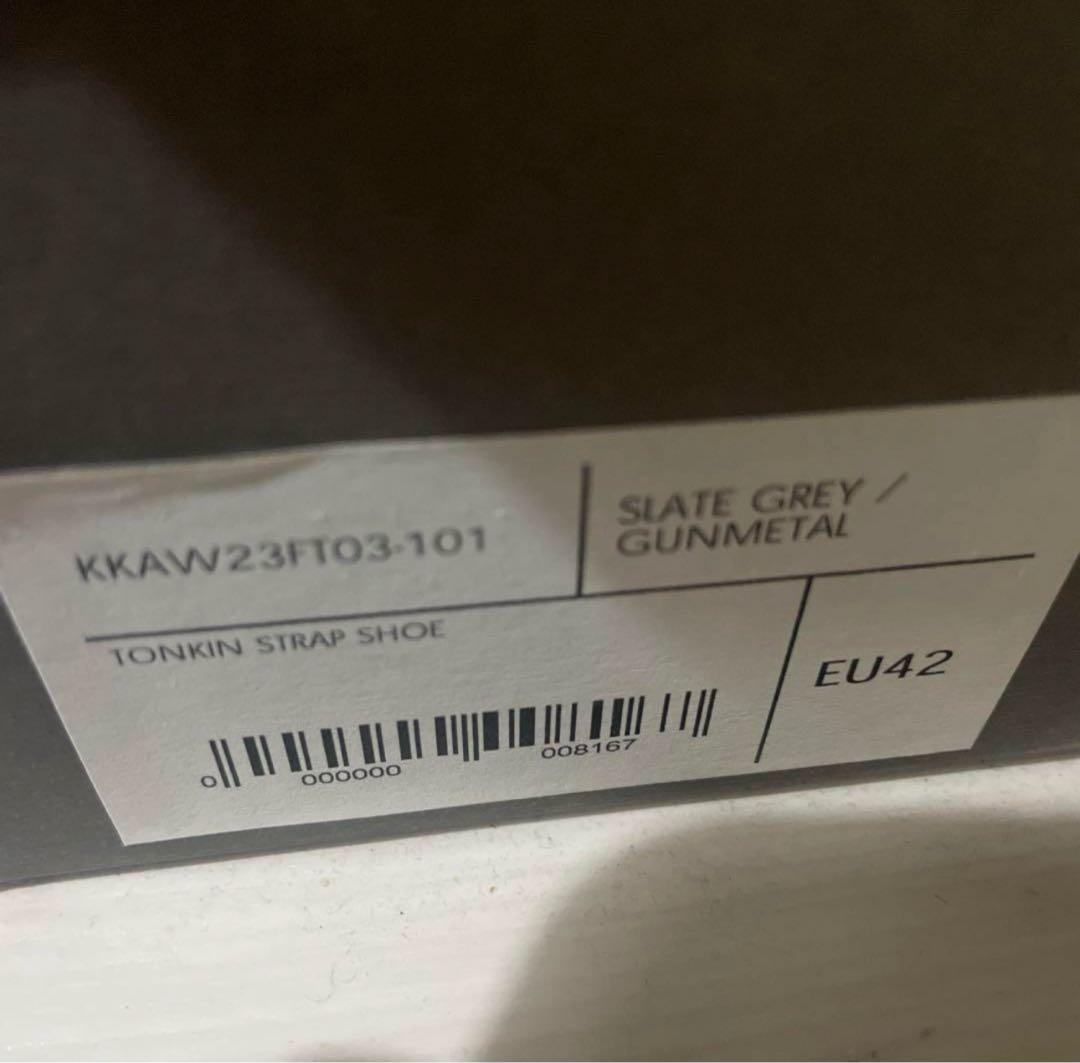 KKAW23FT03-101
SLATE GREY /
GUNMETAL
TONKIN STRAP SHOE
EU42
0 000000 008167